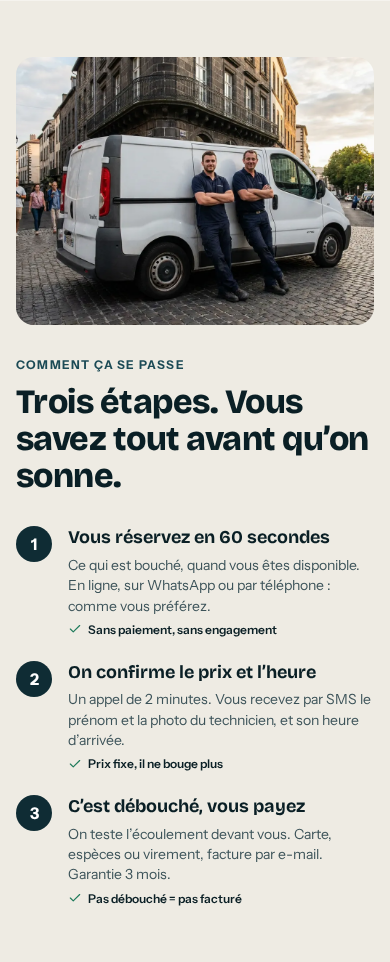 COMMENT ÇA SE PASSE
Trois étapes. Vous
savez tout avant qu’on
sonne.
1
Vous réservez en 60 secondes
Ce qui est bouché, quand vous êtes disponible.
En ligne, sur WhatsApp ou par téléphone :
comme vous préférez.
Sans paiement, sans engagement
2
On confirme le prix et l’heure
Un appel de 2 minutes. Vous recevez par SMS le
prénom et la photo du technicien, et son heure
d’arrivée.
Prix fixe, il ne bouge plus
3
C’est débouché, vous payez
On teste l’écoulement devant vous. Carte,
espèces ou virement, facture par e-mail.
Garantie 3 mois.
Pas débouché = pas facturé